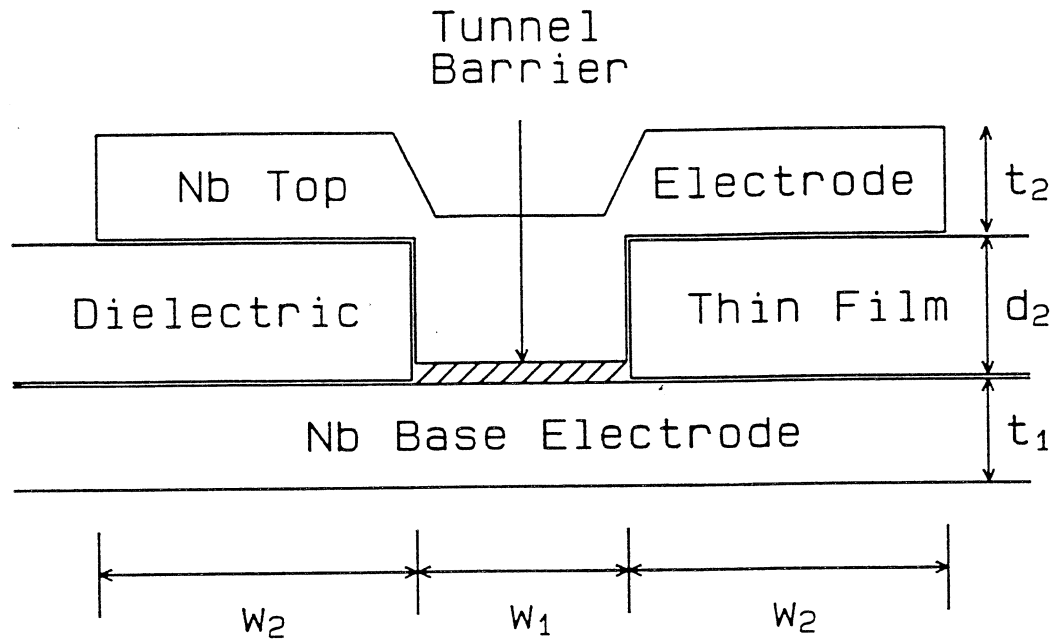 Tunnel
Barrier
Nb Top
Electrode
t₂
Dielectric
Thin Film
d₂
Nb Base Electrode
t₁
W₂
W₁
W₂